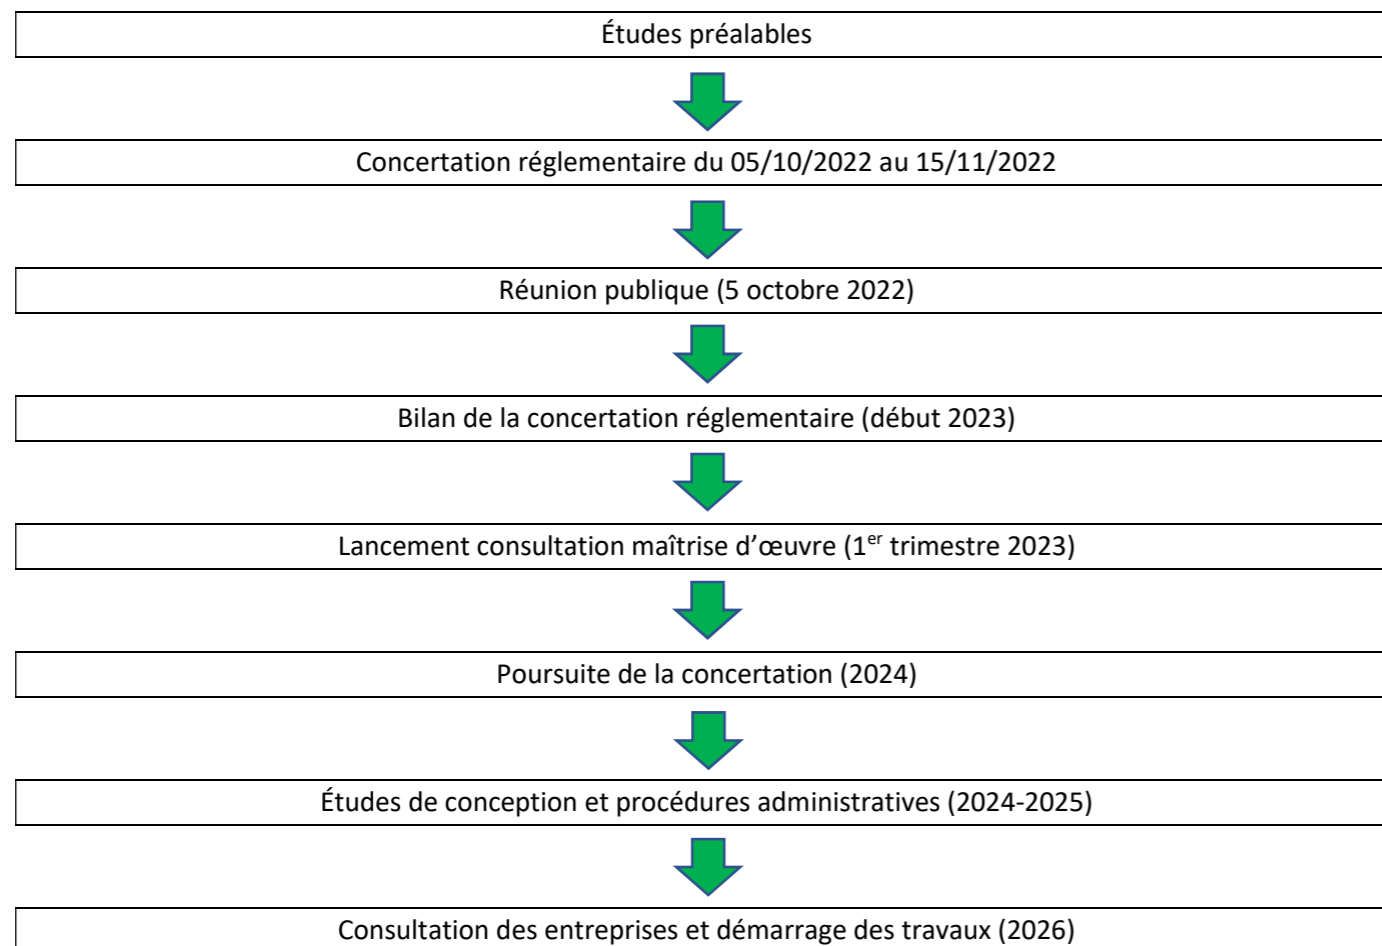 Études préalables
Concertation réglementaire du 05/10/2022 au 15/11/2022
Réunion publique (5 octobre 2022)
Bilan de la concertation réglementaire (début 2023)
Lancement consultation maîtrise d’œuvre (1er trimestre 2023)
Poursuite de la concertation (2024)
Études de conception et procédures administratives (2024-2025)
Consultation des entreprises et démarrage des travaux (2026)